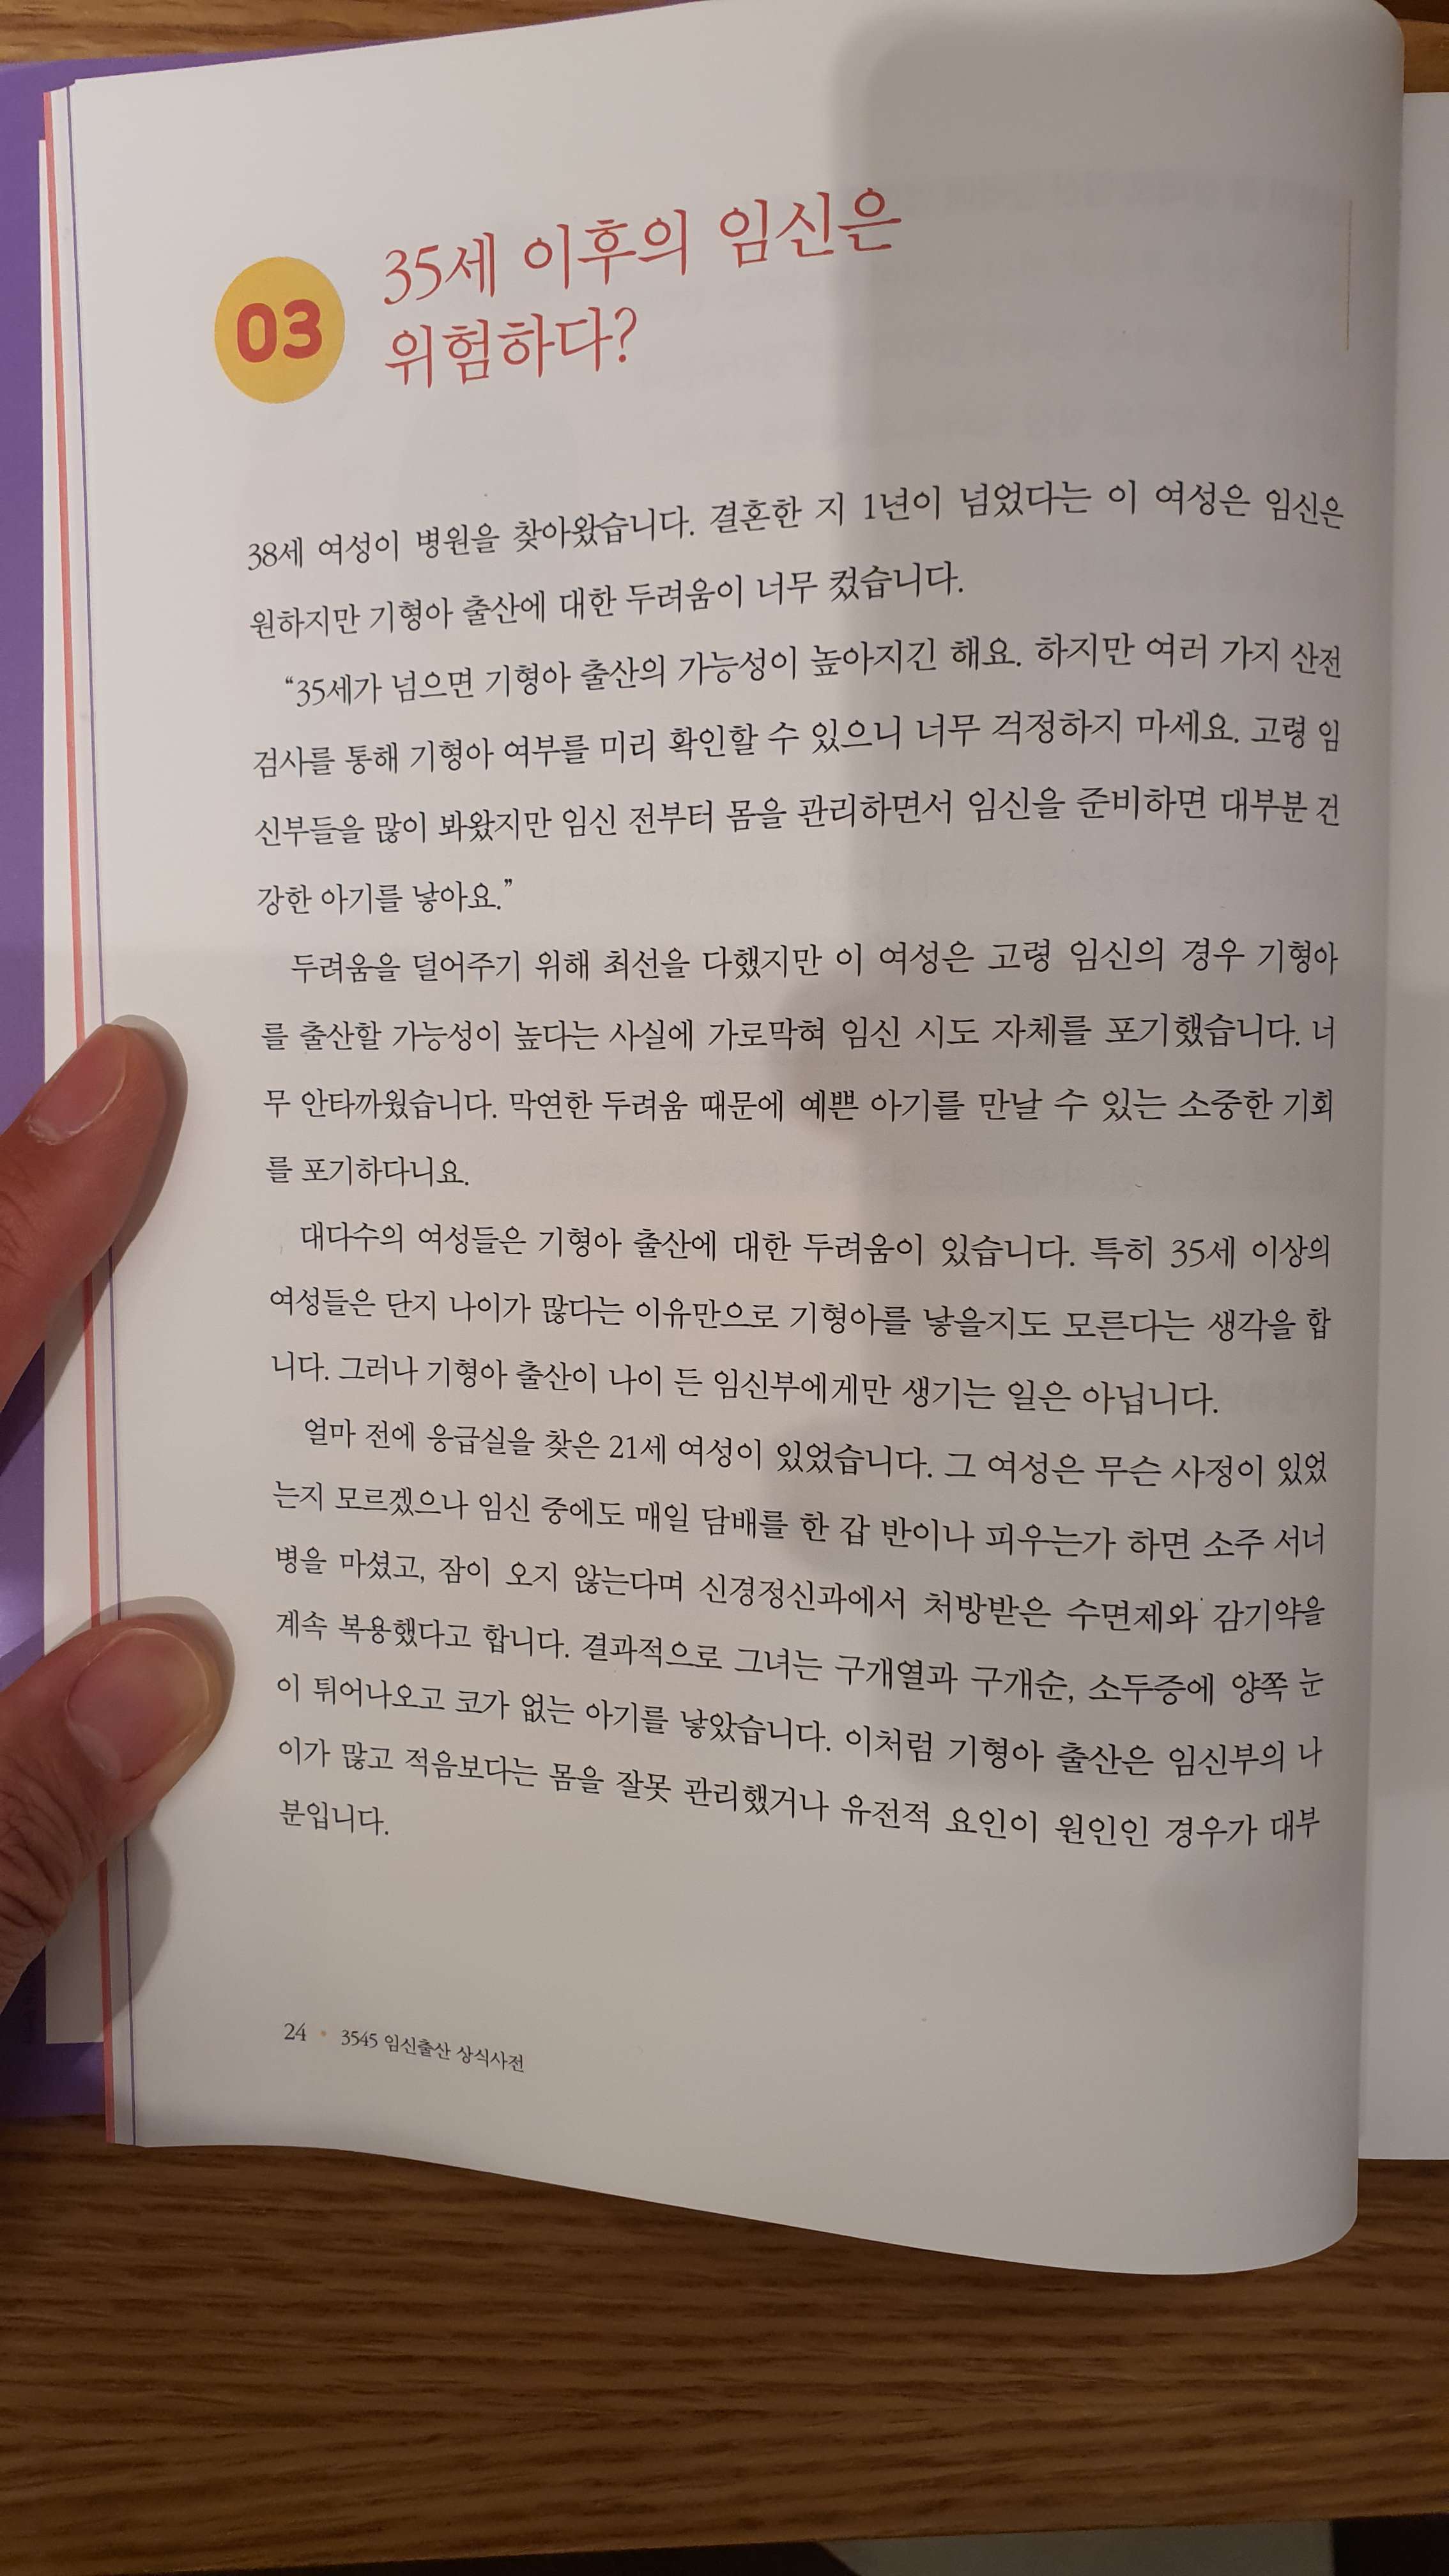 03
35세 이후의 임신은
위험하다?
38세 여성이 병원을 찾아왔습니다. 결혼한 지 1년이 넘었다는 이 여성은 임신은
원하지만 기형아 출산에 대한 두려움이 너무 컸습니다.
“35세가 넘으면 기형아 출산의 가능성이 높아지긴 해요. 하지만 여러 가지 산전
검사를 통해 기형아 여부를 미리 확인할 수 있으니 너무 걱정하지 마세요. 고령 임
신부들을 많이 봐왔지만 임신 전부터 몸을 관리하면서 임신을 준비하면 대부분 건
강한 아기를 낳아요.”
두려움을 덜어주기 위해 최선을 다했지만 이 여성은 고령 임신의 경우 기형아
를 출산할 가능성이 높다는 사실에 가로막혀 임신 시도 자체를 포기했습니다. 너
무 안타까웠습니다. 막연한 두려움 때문에 예쁜 아기를 만날 수 있는 소중한 기회
를 포기하다니요.
대다수의 여성들은 기형아 출산에 대한 두려움이 있습니다. 특히 35세 이상의
여성들은 단지 나이가 많다는 이유만으로 기형아를 낳을지도 모른다는 생각을 합
니다. 그러나 기형아 출산이 나이 든 임신부에게만 생기는 일은 아닙니다.
얼마 전에 응급실을 찾은 21세 여성이 있었습니다. 그 여성은 무슨 사정이 있었
는지 모르겠으나 임신 중에도 매일 담배를 한 갑 반이나 피우는가 하면 소주 서너
병을 마셨고, 잠이 오지 않는다며 신경정신과에서 처방받은 수면제와 감기약을
계속 복용했다고 합니다. 결과적으로 그녀는 구개열과 구개순, 소두증에 양쪽 눈
이 튀어나오고 코가 없는 아기를 낳았습니다. 이처럼 기형아 출산은 임신부의 나
이가 많고 적음보다는 몸을 잘못 관리했거나 유전적 요인이 원인인 경우가 대부
분입니다.
24 • 3545 임신출산 상식사전